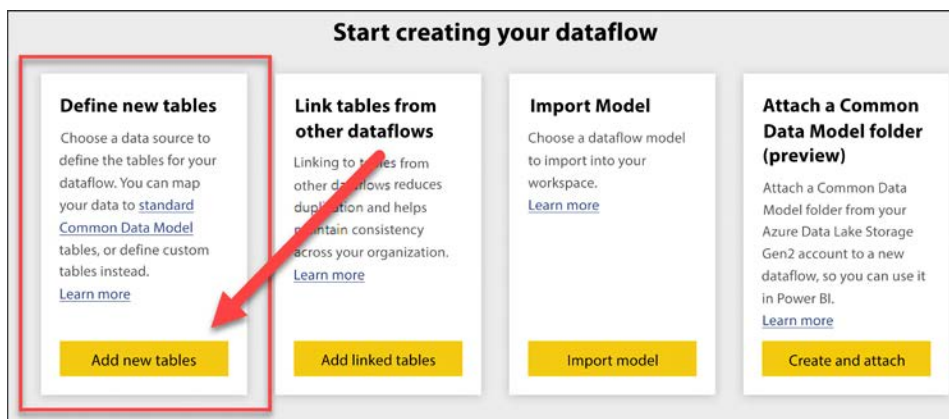 Start creating your dataflow
Define new tables
Choose a data source to
define the tables for your
dataflow. You can map
your data to standard
Common Data Model
tables, or define custom
tables instead.
Learn more
Add new tables
Link tables from
other dataflows
Linking to tables from
other dataflows reduces
duplication and helps
maintain consistency
across your organization.
Learn more
Add linked tables
Import Model
Choose a dataflow model
to import into your
workspace.
Learn more
Import model
Attach a Common
Data Model folder
(preview)
Attach a Common Data
Model folder from your
Azure Data Lake Storage
Gen2 account to a new
dataflow, so you can use it
in Power BI.
Learn more
Create and attach